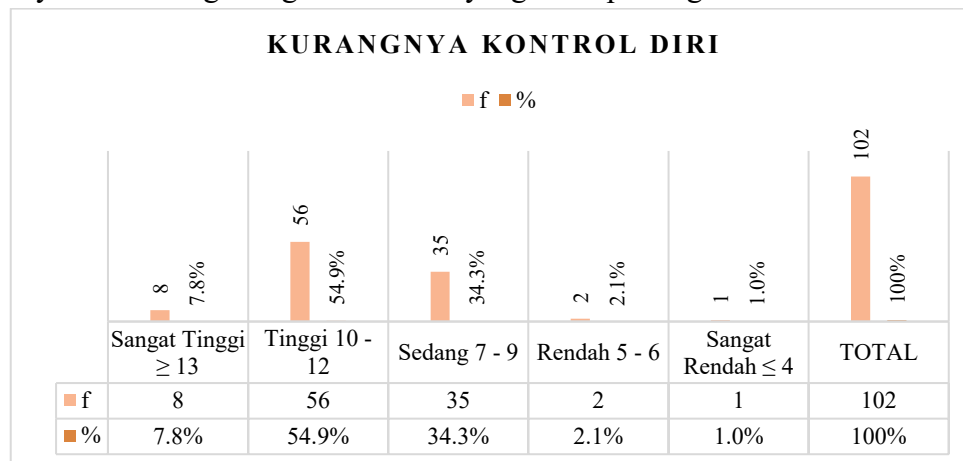 KURANGNYA KONTROL DIRI
f %
8 7.8% 56 54.9% 35 34.3% 2 2.1% 1 1.0% 102 100%
Sangat Tinggi ≥ 13 Tinggi 10 - 12 Sedang 7 - 9 Rendah 5 - 6 Sangat Rendah ≤ 4 TOTAL
f 8 56 35 2 1 102
% 7.8% 54.9% 34.3% 2.1% 1.0% 100%